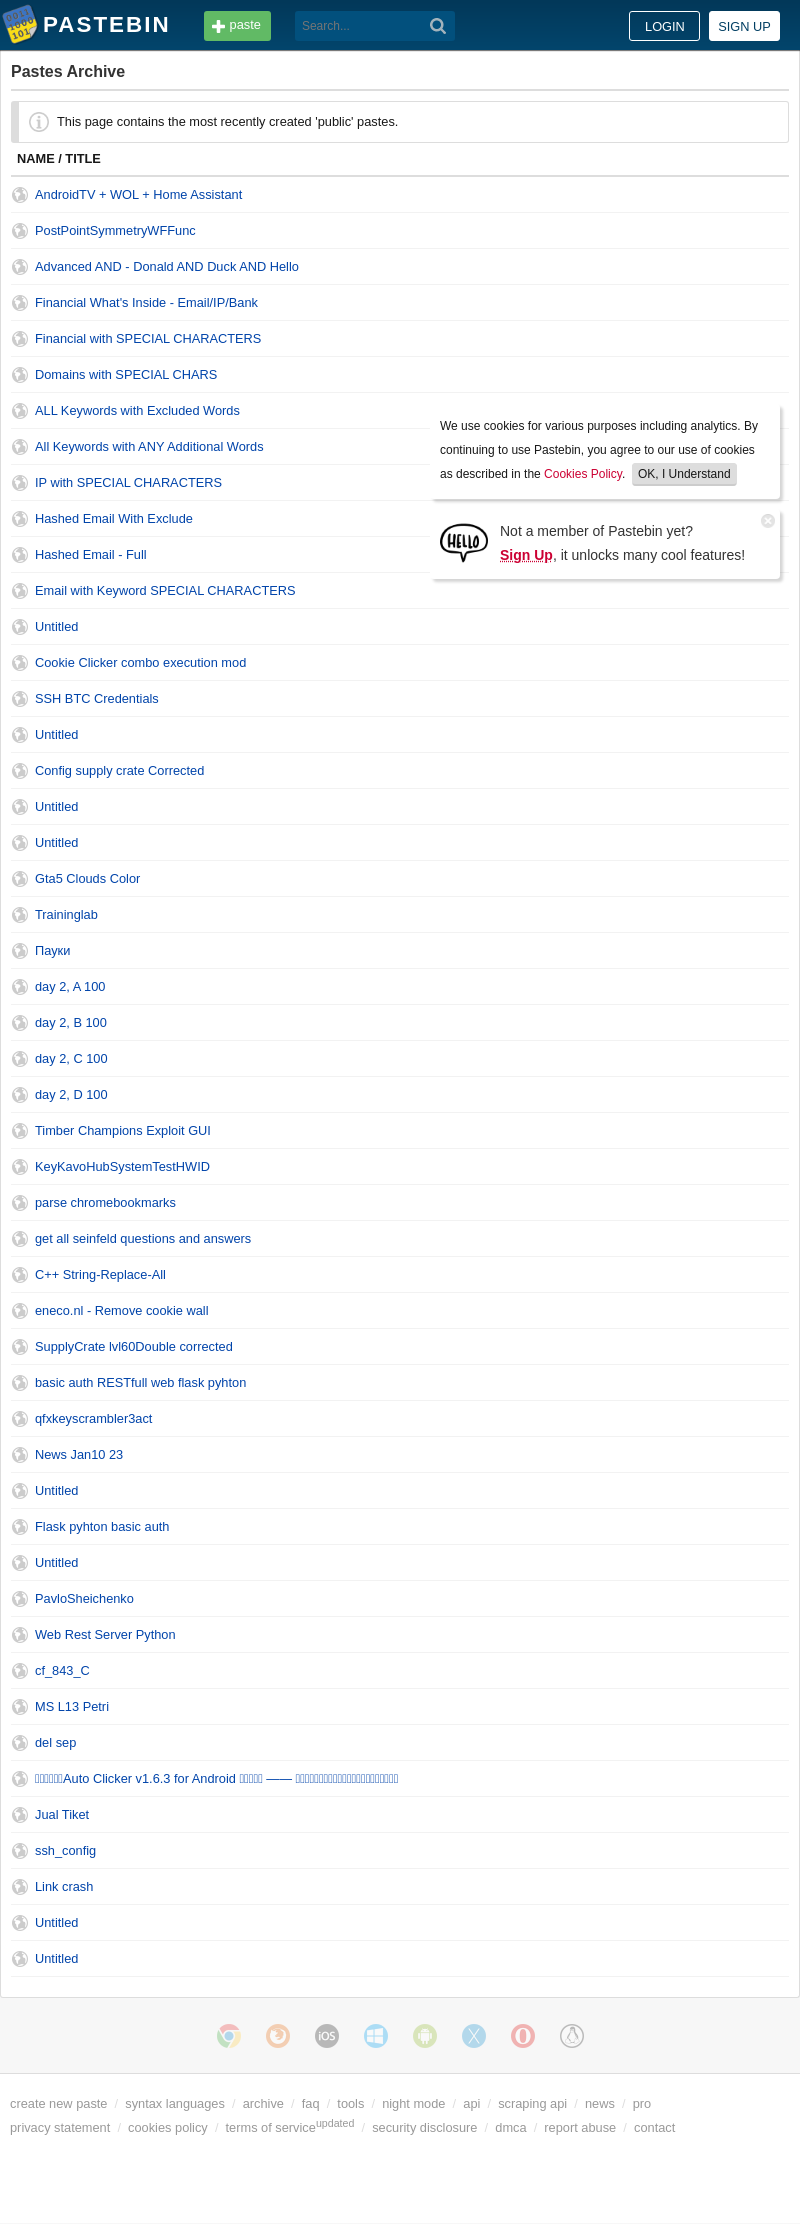 PASTEBIN paste Search... LOGIN SIGN UP
Pastes Archive
This page contains the most recently created 'public' pastes.
NAME / TITLE
AndroidTV + WOL + Home Assistant
PostPointSymmetryWFFunc
Advanced AND - Donald AND Duck AND Hello
Financial What's Inside - Email/IP/Bank
Financial with SPECIAL CHARACTERS
Domains with SPECIAL CHARS
ALL Keywords with Excluded Words
All Keywords with ANY Additional Words
IP with SPECIAL CHARACTERS
Hashed Email With Exclude
Hashed Email - Full
Email with Keyword SPECIAL CHARACTERS
We use cookies for various purposes including analytics. By
continuing to use Pastebin, you agree to our use of cookies
as described in the Cookies Policy. OK, I Understand
HELLO
Not a member of Pastebin yet?
Sign Up, it unlocks many cool features!
Untitled
Cookie Clicker combo execution mod
SSH BTC Credentials
Untitled
Config supply crate Corrected
Untitled
Untitled
Gta5 Clouds Color
Traininglab
Пауки
day 2, A 100
day 2, B 100
day 2, C 100
day 2, D 100
Timber Champions Exploit GUI
KeyKavoHubSystemTestHWID
parse chromebookmarks
get all seinfeld questions and answers
C++ String-Replace-All
eneco.nl - Remove cookie wall
SupplyCrate lvl60Double corrected
basic auth RESTfull web flask pyhton
qfxkeyscrambler3act
News Jan10 23
Untitled
Flask pyhton basic auth
Untitled
PavloSheichenko
Web Rest Server Python
cf_843_C
MS L13 Petri
del sep
Auto Clicker v1.6.3 for Android ——
Jual Tiket
ssh_config
Link crash
Untitled
Untitled
iOS
create new paste / syntax languages / archive / faq / tools / night mode / api / scraping api / news / pro
privacy statement / cookies policy / terms of service updated / security disclosure / dmca / report abuse / contact